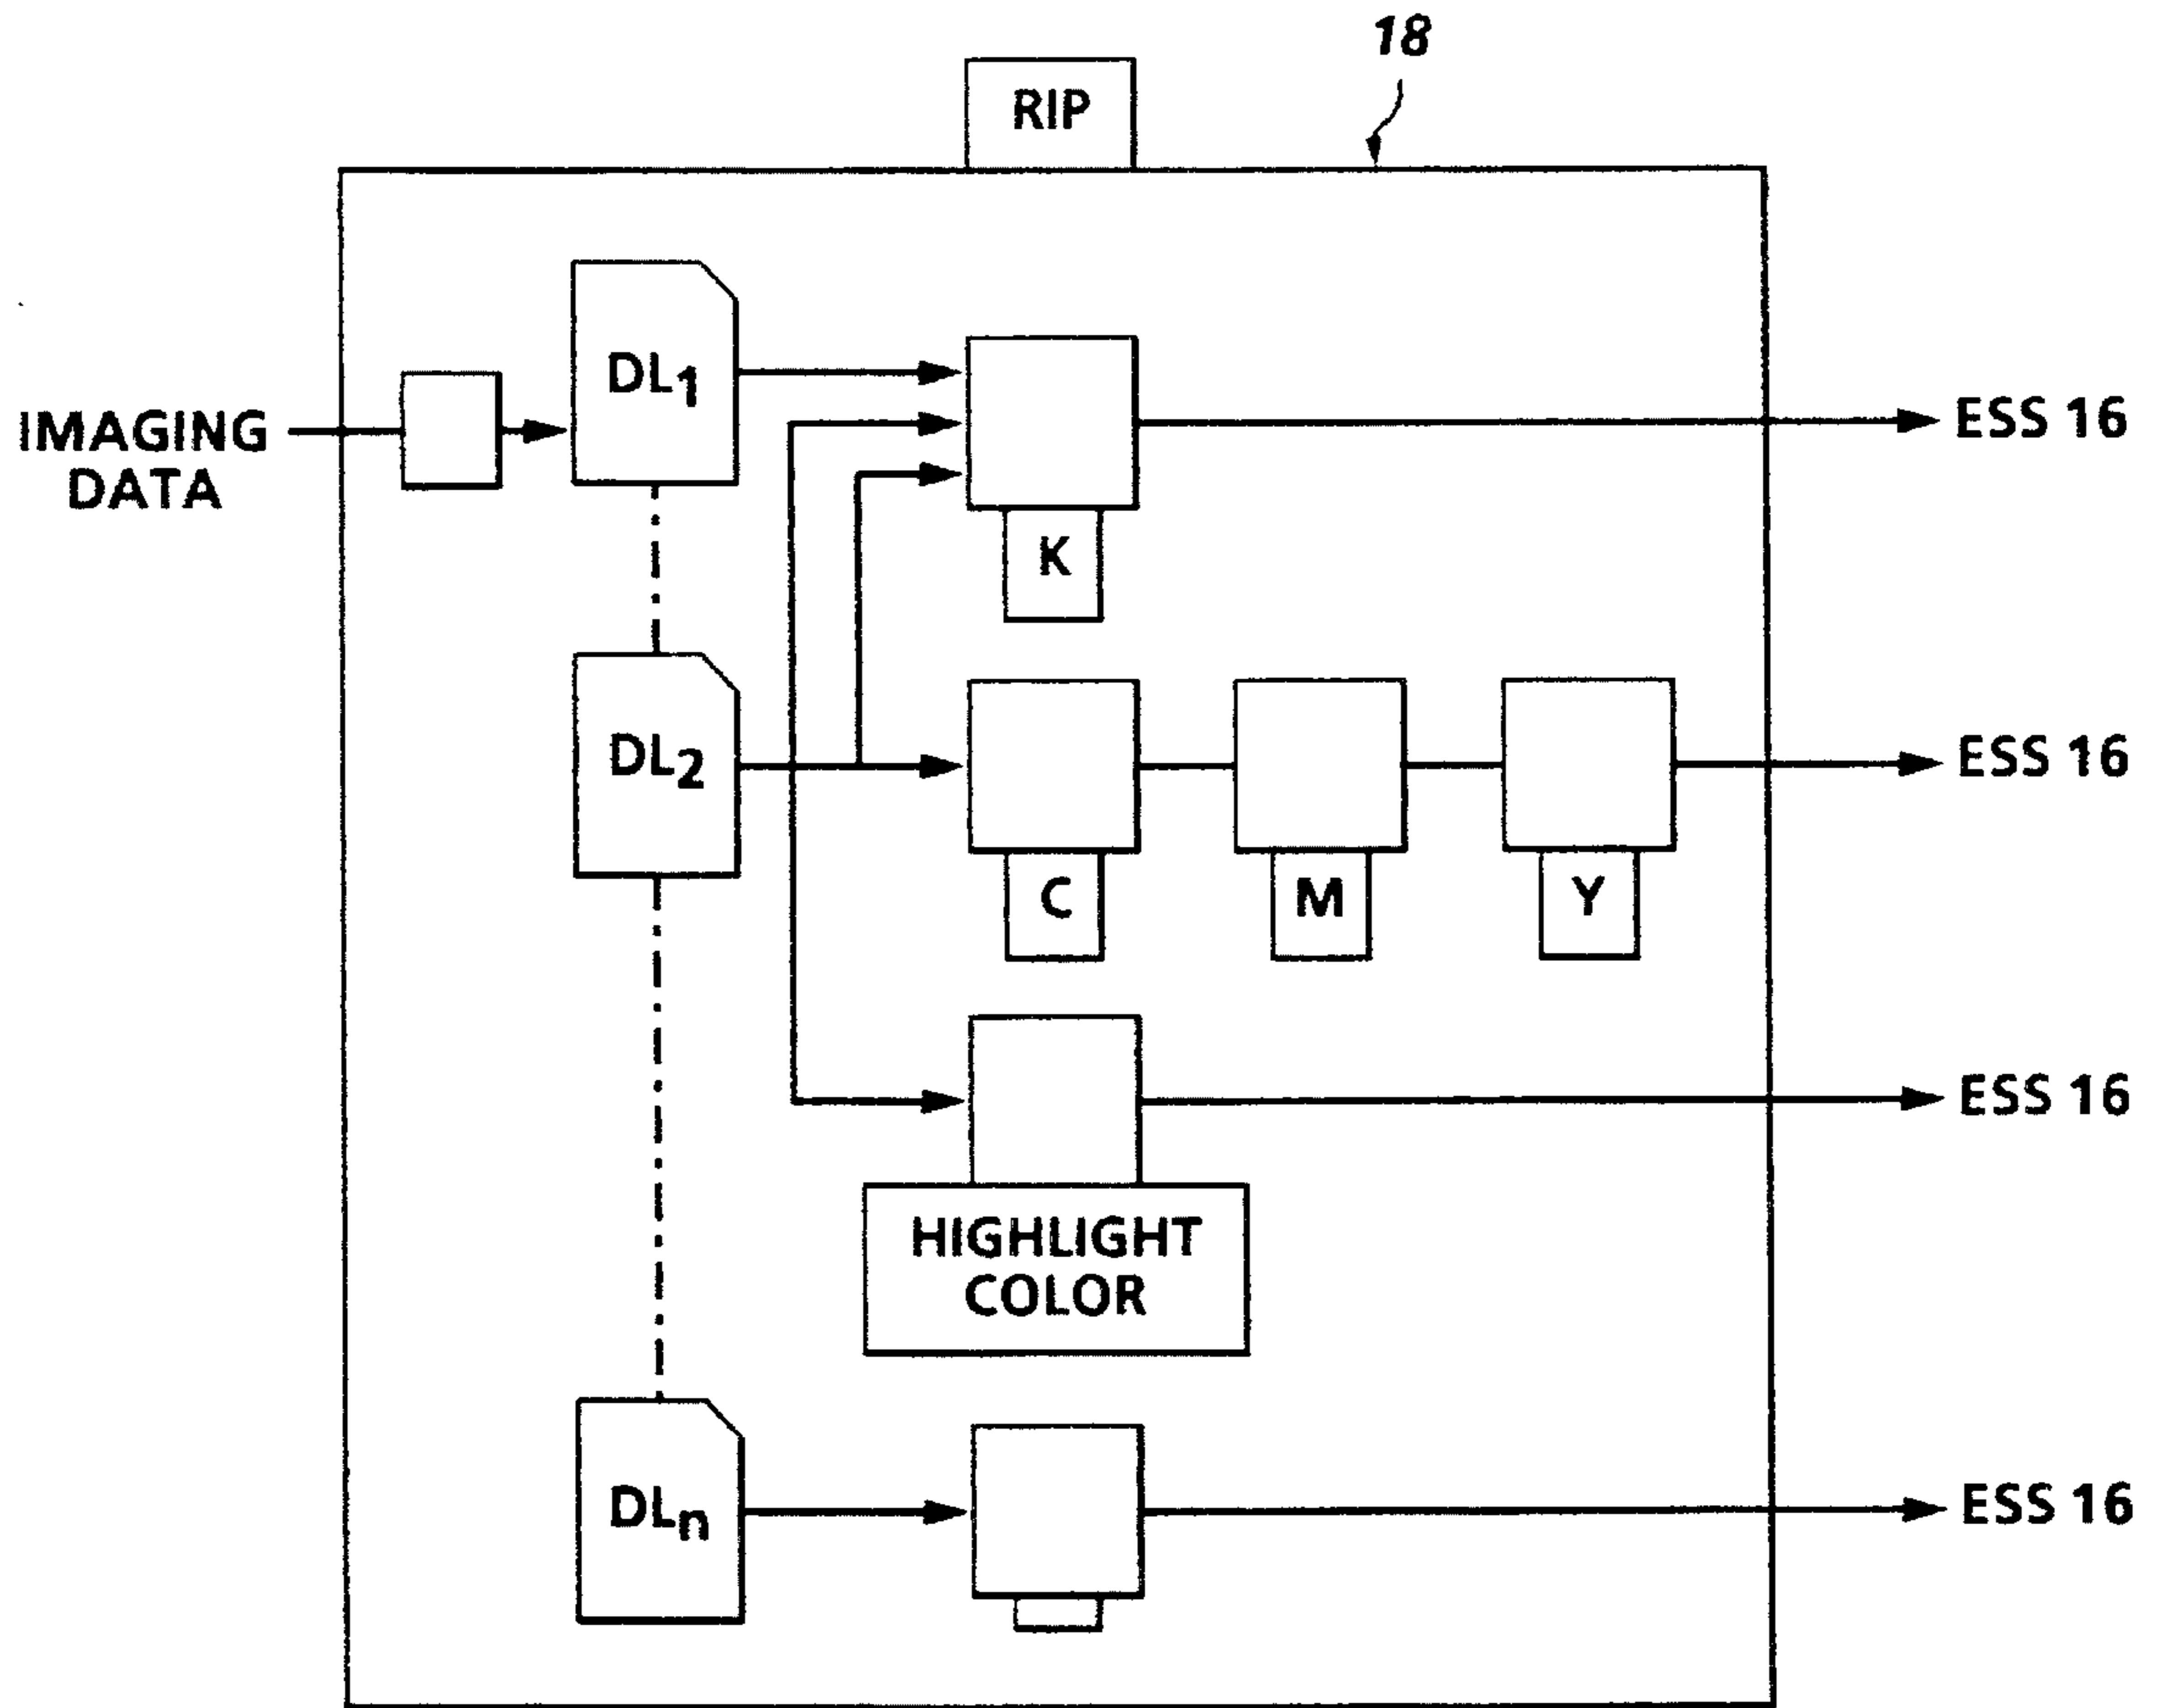 18
RIP
IMAGING
DATA
DL1
ESS 16
K
DL2
ESS 16
C
M
Y
ESS 16
HIGHLIGHT
COLOR
DLn
ESS 16